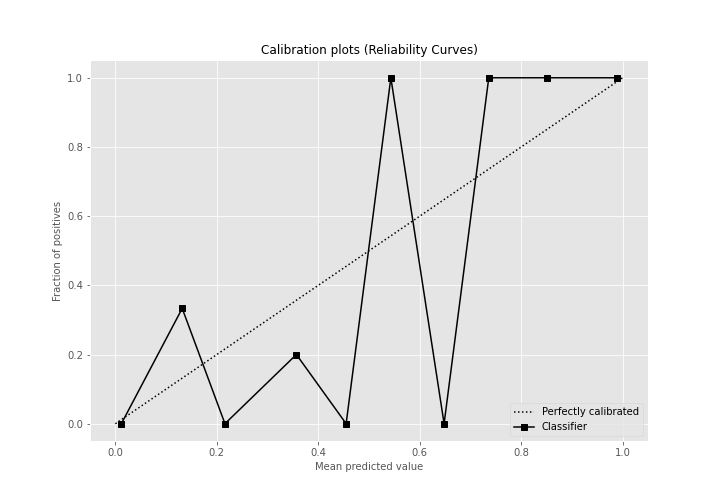 Calibration plots (Reliability Curves)
1.0
0.8
0.6
0.4
0.2
0.0
Fraction of positives
Perfectly calibrated
Classifier
0.0 0.2 0.4 0.6 0.8 1.0
Mean predicted value